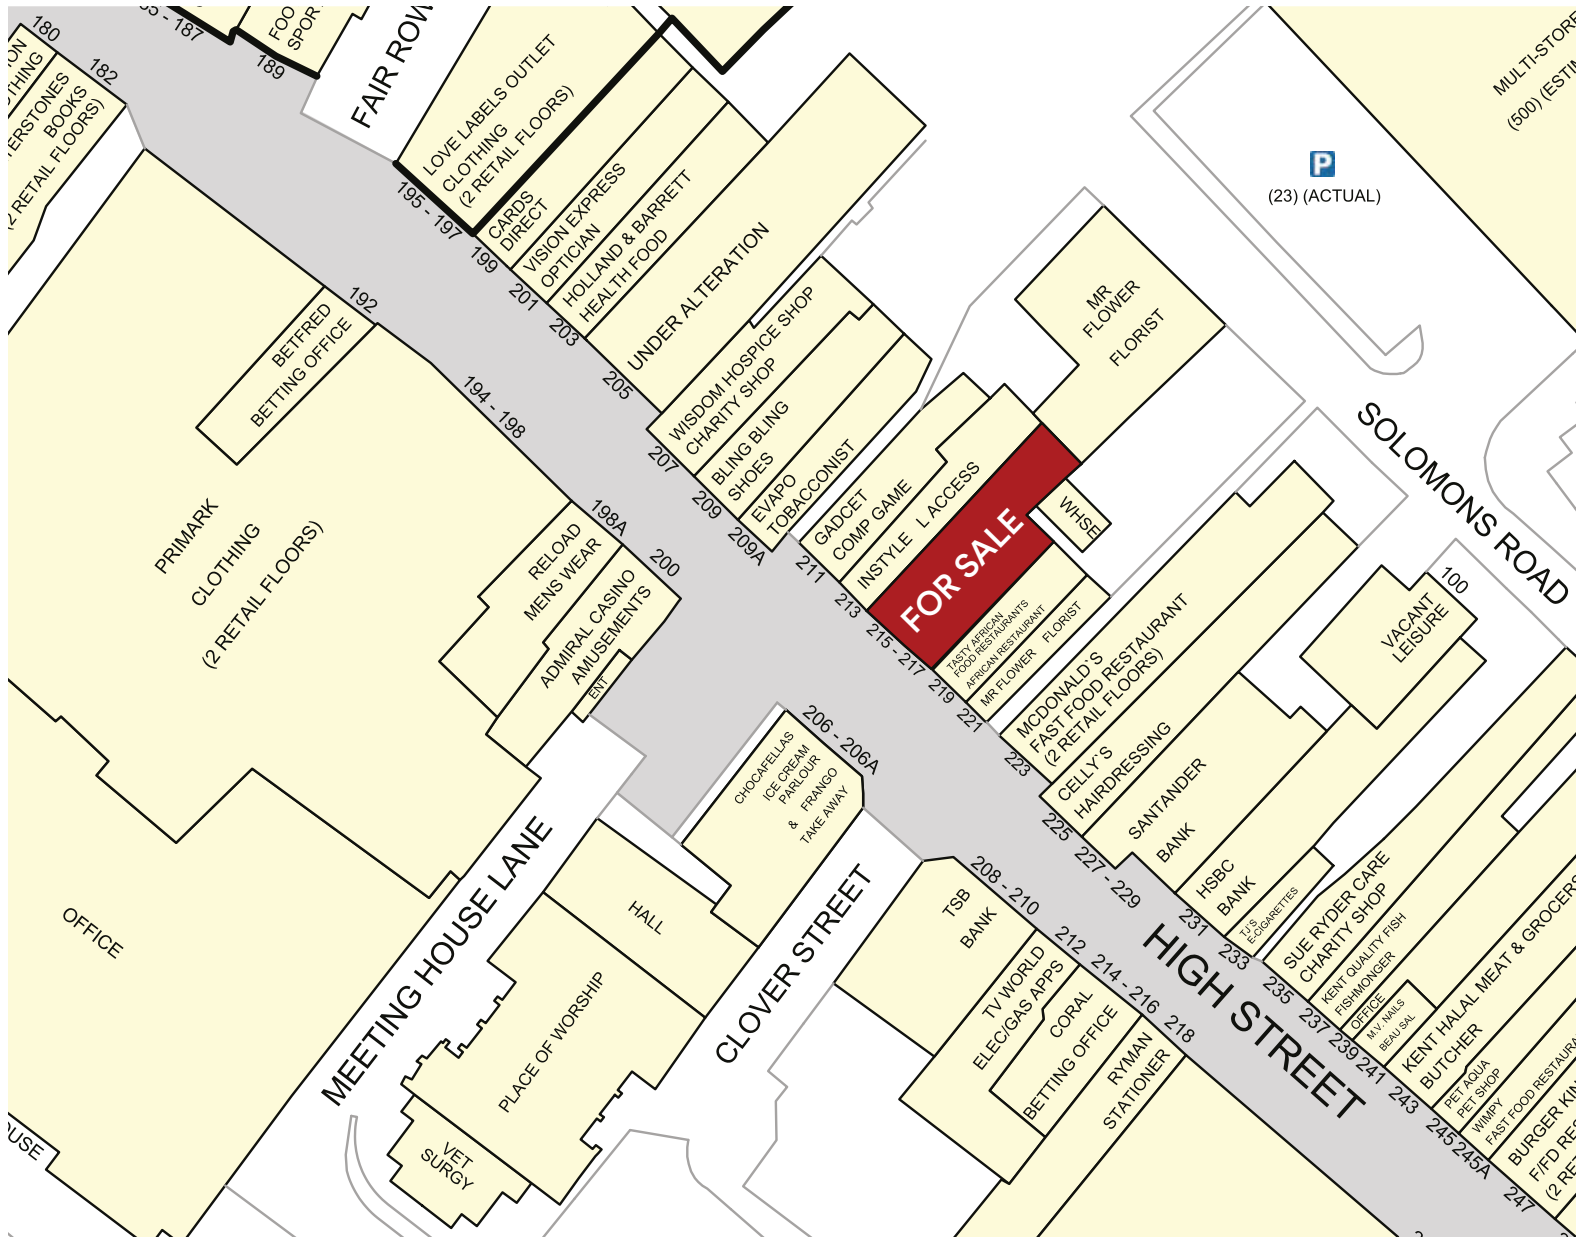 180
182
- 187
189
BOOKS
FAIR ROW
195 - 197
LOVE LABELS OUTLET
CLOTHING
(2 RETAIL FLOORS)
199
CARDS
DIRECT
201
VISION EXPRESS
OPTICIAN
203
HOLLAND & BARRETT
HEALTH FOOD
205
UNDER ALTERATION
207
WISDOM HOSPICE SHOP
CHARITY SHOP
209
BLING BLING
SHOES
209A
EVAPO
TOBACCONIST
211
GADCET
COMP GAME
213
INSTYLE L ACCESS
215 - 217
FOR SALE
WHSE
219
TASTY AFRICAN
FOOD RESTAURANTS
AFRICAN RESTAURANT
221
MR FLOWER FLORIST
MR
FLOWER
FLORIST
P
(23) (ACTUAL)
MULTI-STORE
(500) (ESTIM
SOLOMONS ROAD
100
VACANT
LEISURE
223
MCDONALD`S
FAST FOOD RESTAURANT
(2 RETAIL FLOORS)
225
CELLY`S
HAIRDRESSING
227 - 229
SANTANDER
BANK
231
HSBC
BANK
233
TJ'S
E-CIGARETTES
235
SUE RYDER CARE
CHARITY SHOP
237
KENT QUALITY FISH
FISHMONGER
239
OFFICE
M.V. NAILS
BEAU SAL
241
KENT HALAL MEAT & GROCERS
BUTCHER
243
PET AQUA
PET SHOP
245
WIMPY
FAST FOOD RESTAURA
245A
BURGER KIN
F/FD RES
(2 RET
247
HIGH STREET
192
BETFRED
BETTING OFFICE
194 - 198
PRIMARK
CLOTHING
(2 RETAIL FLOORS)
198A
RELOAD
MENS WEAR
200
ADMIRAL CASINO
AMUSEMENTS
ENT
206 - 206A
CHOCAFELLAS
ICE CREAM
PARLOUR
& FRANGO
TAKE AWAY
208 - 210
TSB
BANK
212
TV WORLD
ELEC/GAS APPS
214 - 216
CORAL
BETTING OFFICE
218
RYMAN
STATIONER
OFFICE
MEETING HOUSE LANE
HALL
PLACE OF WORSHIP
CLOVER STREET
VET
SURGY